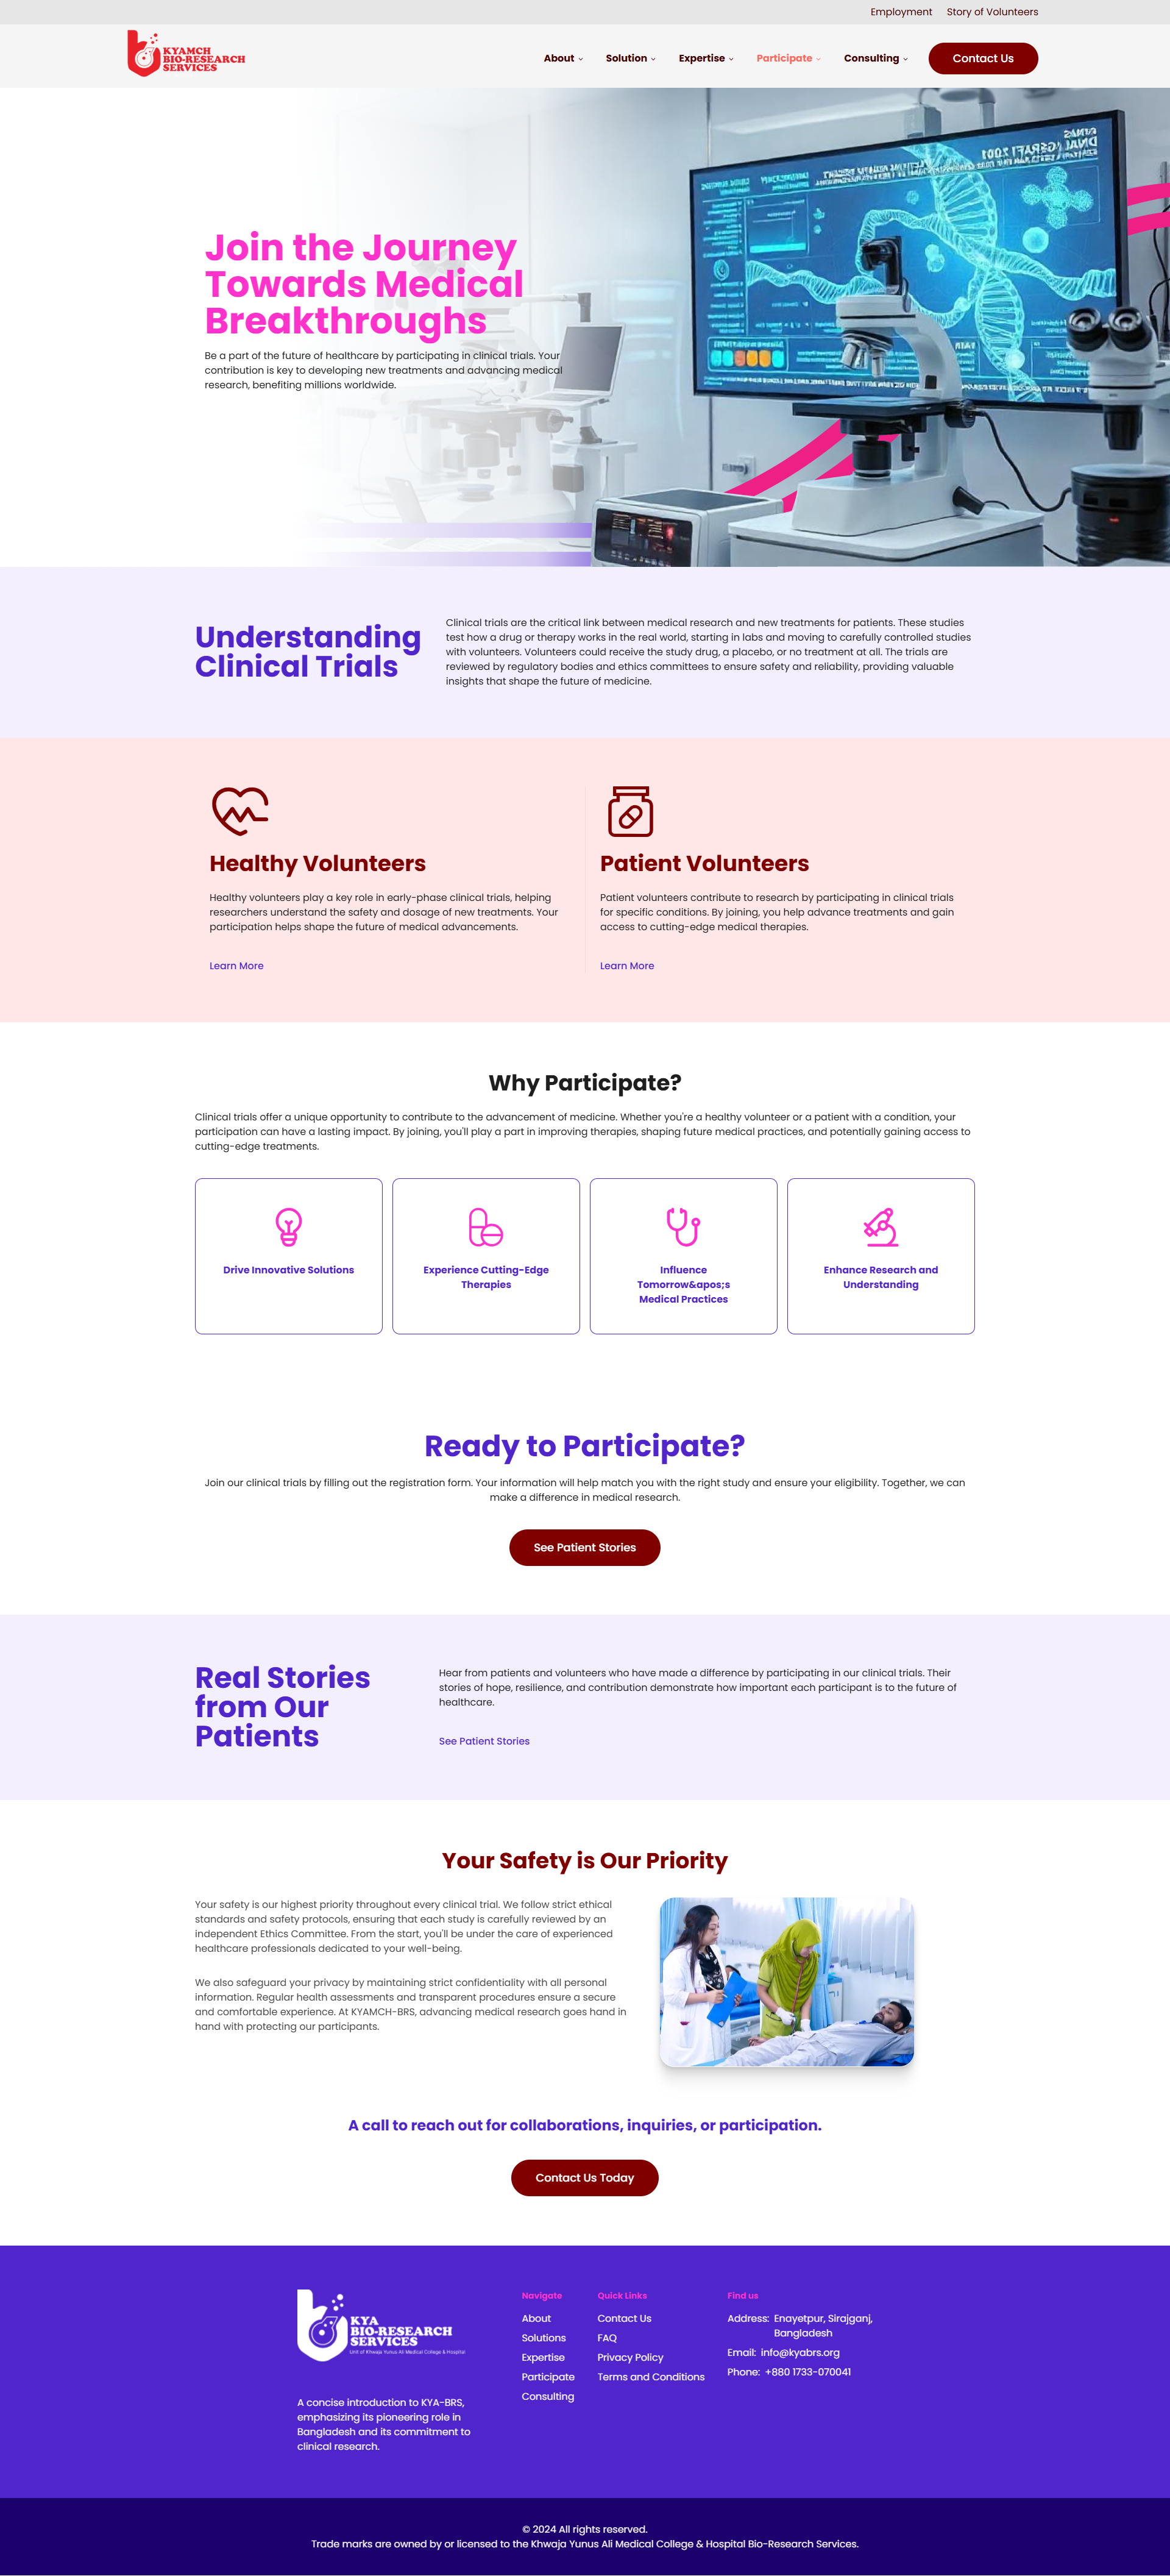 Employment Story of Volunteers
KYAMCH
BIO-RESEARCH
SERVICES
About Solution Expertise Participate Consulting Contact Us
Join the Journey
Towards Medical
Breakthroughs
Be a part of the future of healthcare by participating in clinical trials. Your
contribution is key to developing new treatments and advancing medical
research, benefiting millions worldwide.
Understanding
Clinical Trials
Clinical trials are the critical link between medical research and new treatments for patients. These studies
test how a drug or therapy works in the real world, starting in labs and moving to carefully controlled studies
with volunteers. Volunteers could receive the study drug, a placebo, or no treatment at all. The trials are
reviewed by regulatory bodies and ethics committees to ensure safety and reliability, providing valuable
insights that shape the future of medicine.
Healthy Volunteers
Healthy volunteers play a key role in early-phase clinical trials, helping
researchers understand the safety and dosage of new treatments. Your
participation helps shape the future of medical advancements.
Learn More
Patient Volunteers
Patient volunteers contribute to research by participating in clinical trials
for specific conditions. By joining, you help advance treatments and gain
access to cutting-edge medical therapies.
Learn More
Why Participate?
Clinical trials offer a unique opportunity to contribute to the advancement of medicine. Whether you're a healthy volunteer or a patient with a condition, your
participation can have a lasting impact. By joining, you'll play a part in improving therapies, shaping future medical practices, and potentially gaining access to
cutting-edge treatments.
Drive Innovative Solutions
Experience Cutting-Edge
Therapies
Influence
Tomorrow&apos;s
Medical Practices
Enhance Research and
Understanding
Ready to Participate?
Join our clinical trials by filling out the registration form. Your information will help match you with the right study and ensure your eligibility. Together, we can
make a difference in medical research.
See Patient Stories
Real Stories
from Our
Patients
Hear from patients and volunteers who have made a difference by participating in our clinical trials. Their
stories of hope, resilience, and contribution demonstrate how important each participant is to the future of
healthcare.
See Patient Stories
Your Safety is Our Priority
Your safety is our highest priority throughout every clinical trial. We follow strict ethical
standards and safety protocols, ensuring that each study is carefully reviewed by an
independent Ethics Committee. From the start, you'll be under the care of experienced
healthcare professionals dedicated to your well-being.
We also safeguard your privacy by maintaining strict confidentiality with all personal
information. Regular health assessments and transparent procedures ensure a secure
and comfortable experience. At KYAMCH-BRS, advancing medical research goes hand in
hand with protecting our participants.
A call to reach out for collaborations, inquiries, or participation.
Contact Us Today
KYA
BIO-RESEARCH
SERVICES
Unit of Khwaja Yunus Ali Medical College & Hospital
A concise introduction to KYA-BRS,
emphasizing its pioneering role in
Bangladesh and its commitment to
clinical research.
Navigate
About
Solutions
Expertise
Participate
Consulting
Quick Links
Contact Us
FAQ
Privacy Policy
Terms and Conditions
Find us
Address: Enayetpur, Sirajganj,
Bangladesh
Email: info@kyabrs.org
Phone: +880 1733-070041
© 2024 All rights reserved.
Trade marks are owned by or licensed to the Khwaja Yunus Ali Medical College & Hospital Bio-Research Services.